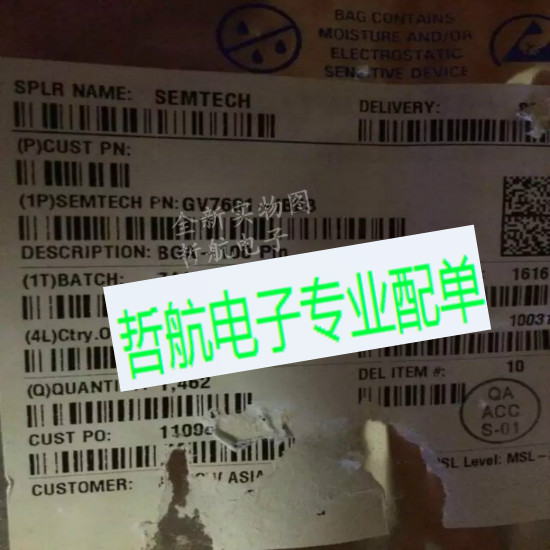 BAG CONTAINS
MOISTURE AND/OR
ELECTROSTATIC
SENSITIVE DEVICE
SPLR NAME: SEMTECH
DELIVERY:
(P)CUST PN:
(1P)SEMTECH PN:
全新实物图
哲航电子
DESCRIPTION:
(1T)BATCH:
1616
哲航电子专业配单
(4L)Ctry.O
10031
(Q)QUANTI 1,462
DEL ITEM #: 10
QA
ACC
S-01
CUST PO:
CUSTOMER: ASIA
Level: MSL-